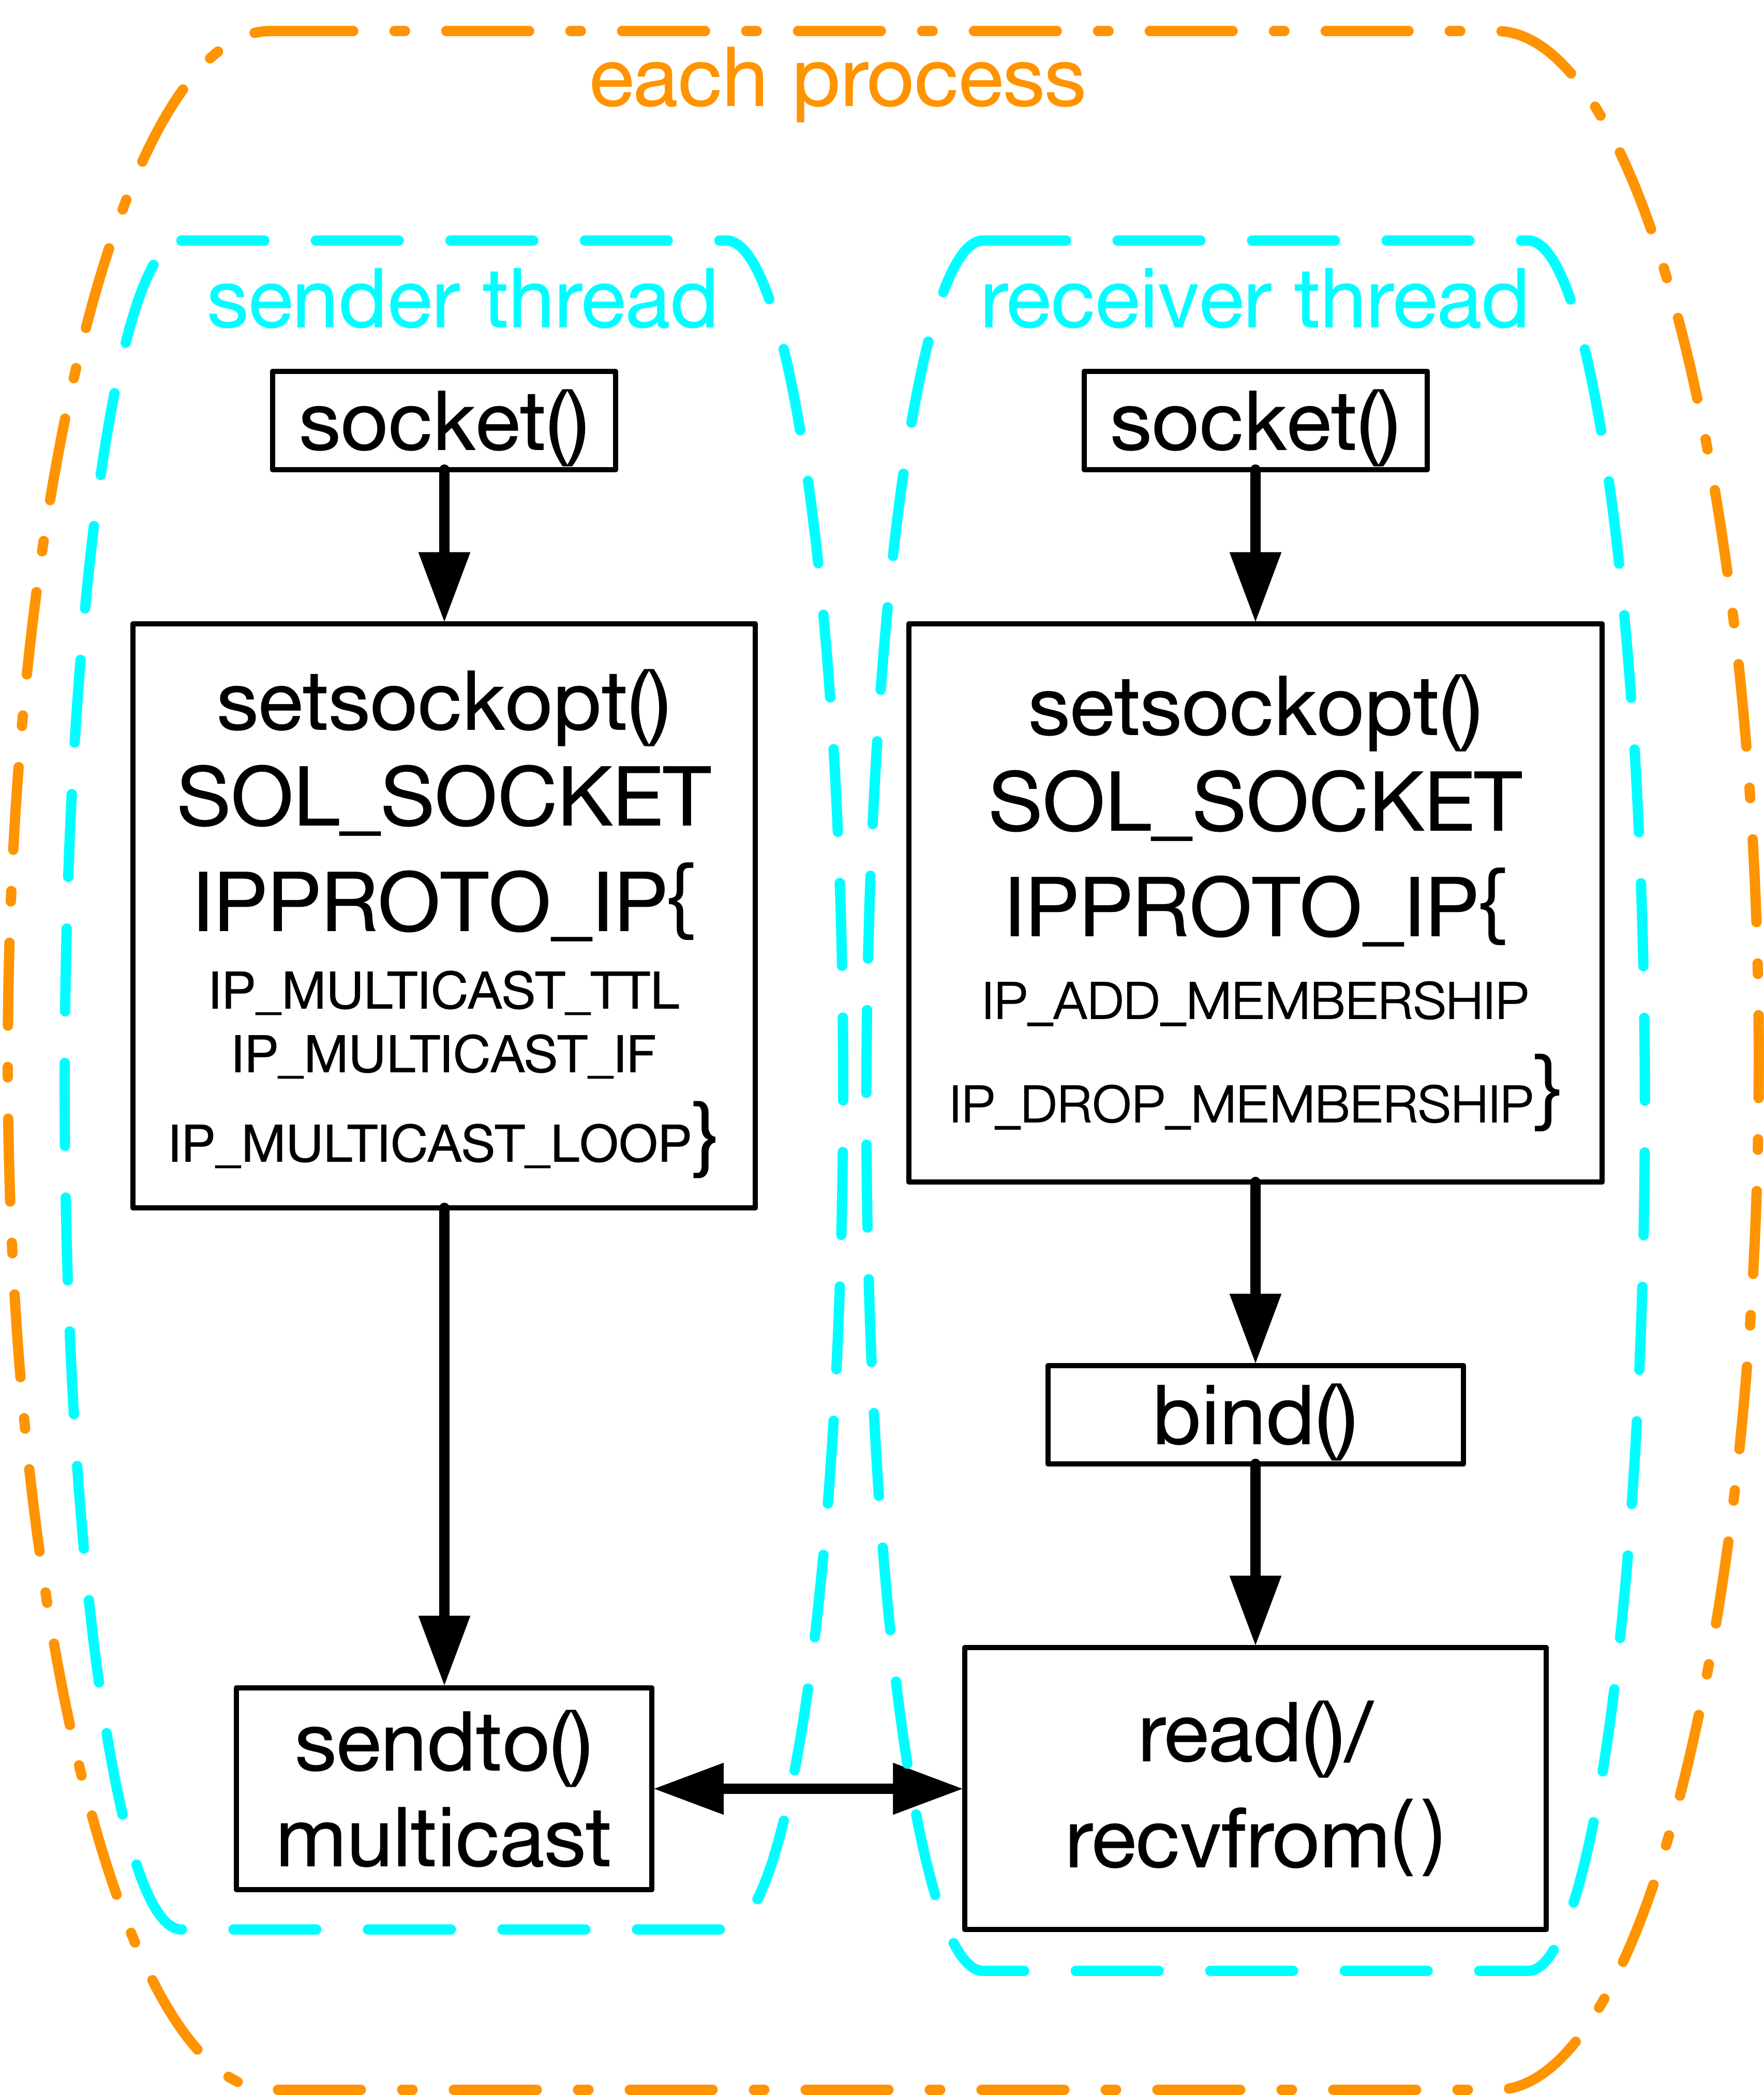 each process
sender thread
socket()
setsockopt()
SOL_SOCKET
IPPROTO_IP{
IP_MULTICAST_TTL
IP_MULTICAST_IF
IP_MULTICAST_LOOP}
sendto()
multicast
receiver thread
socket()
setsockopt()
SOL_SOCKET
IPPROTO_IP{
IP_ADD_MEMBERSHIP
IP_DROP_MEMBERSHIP}
bind()
read()/
recvfrom()